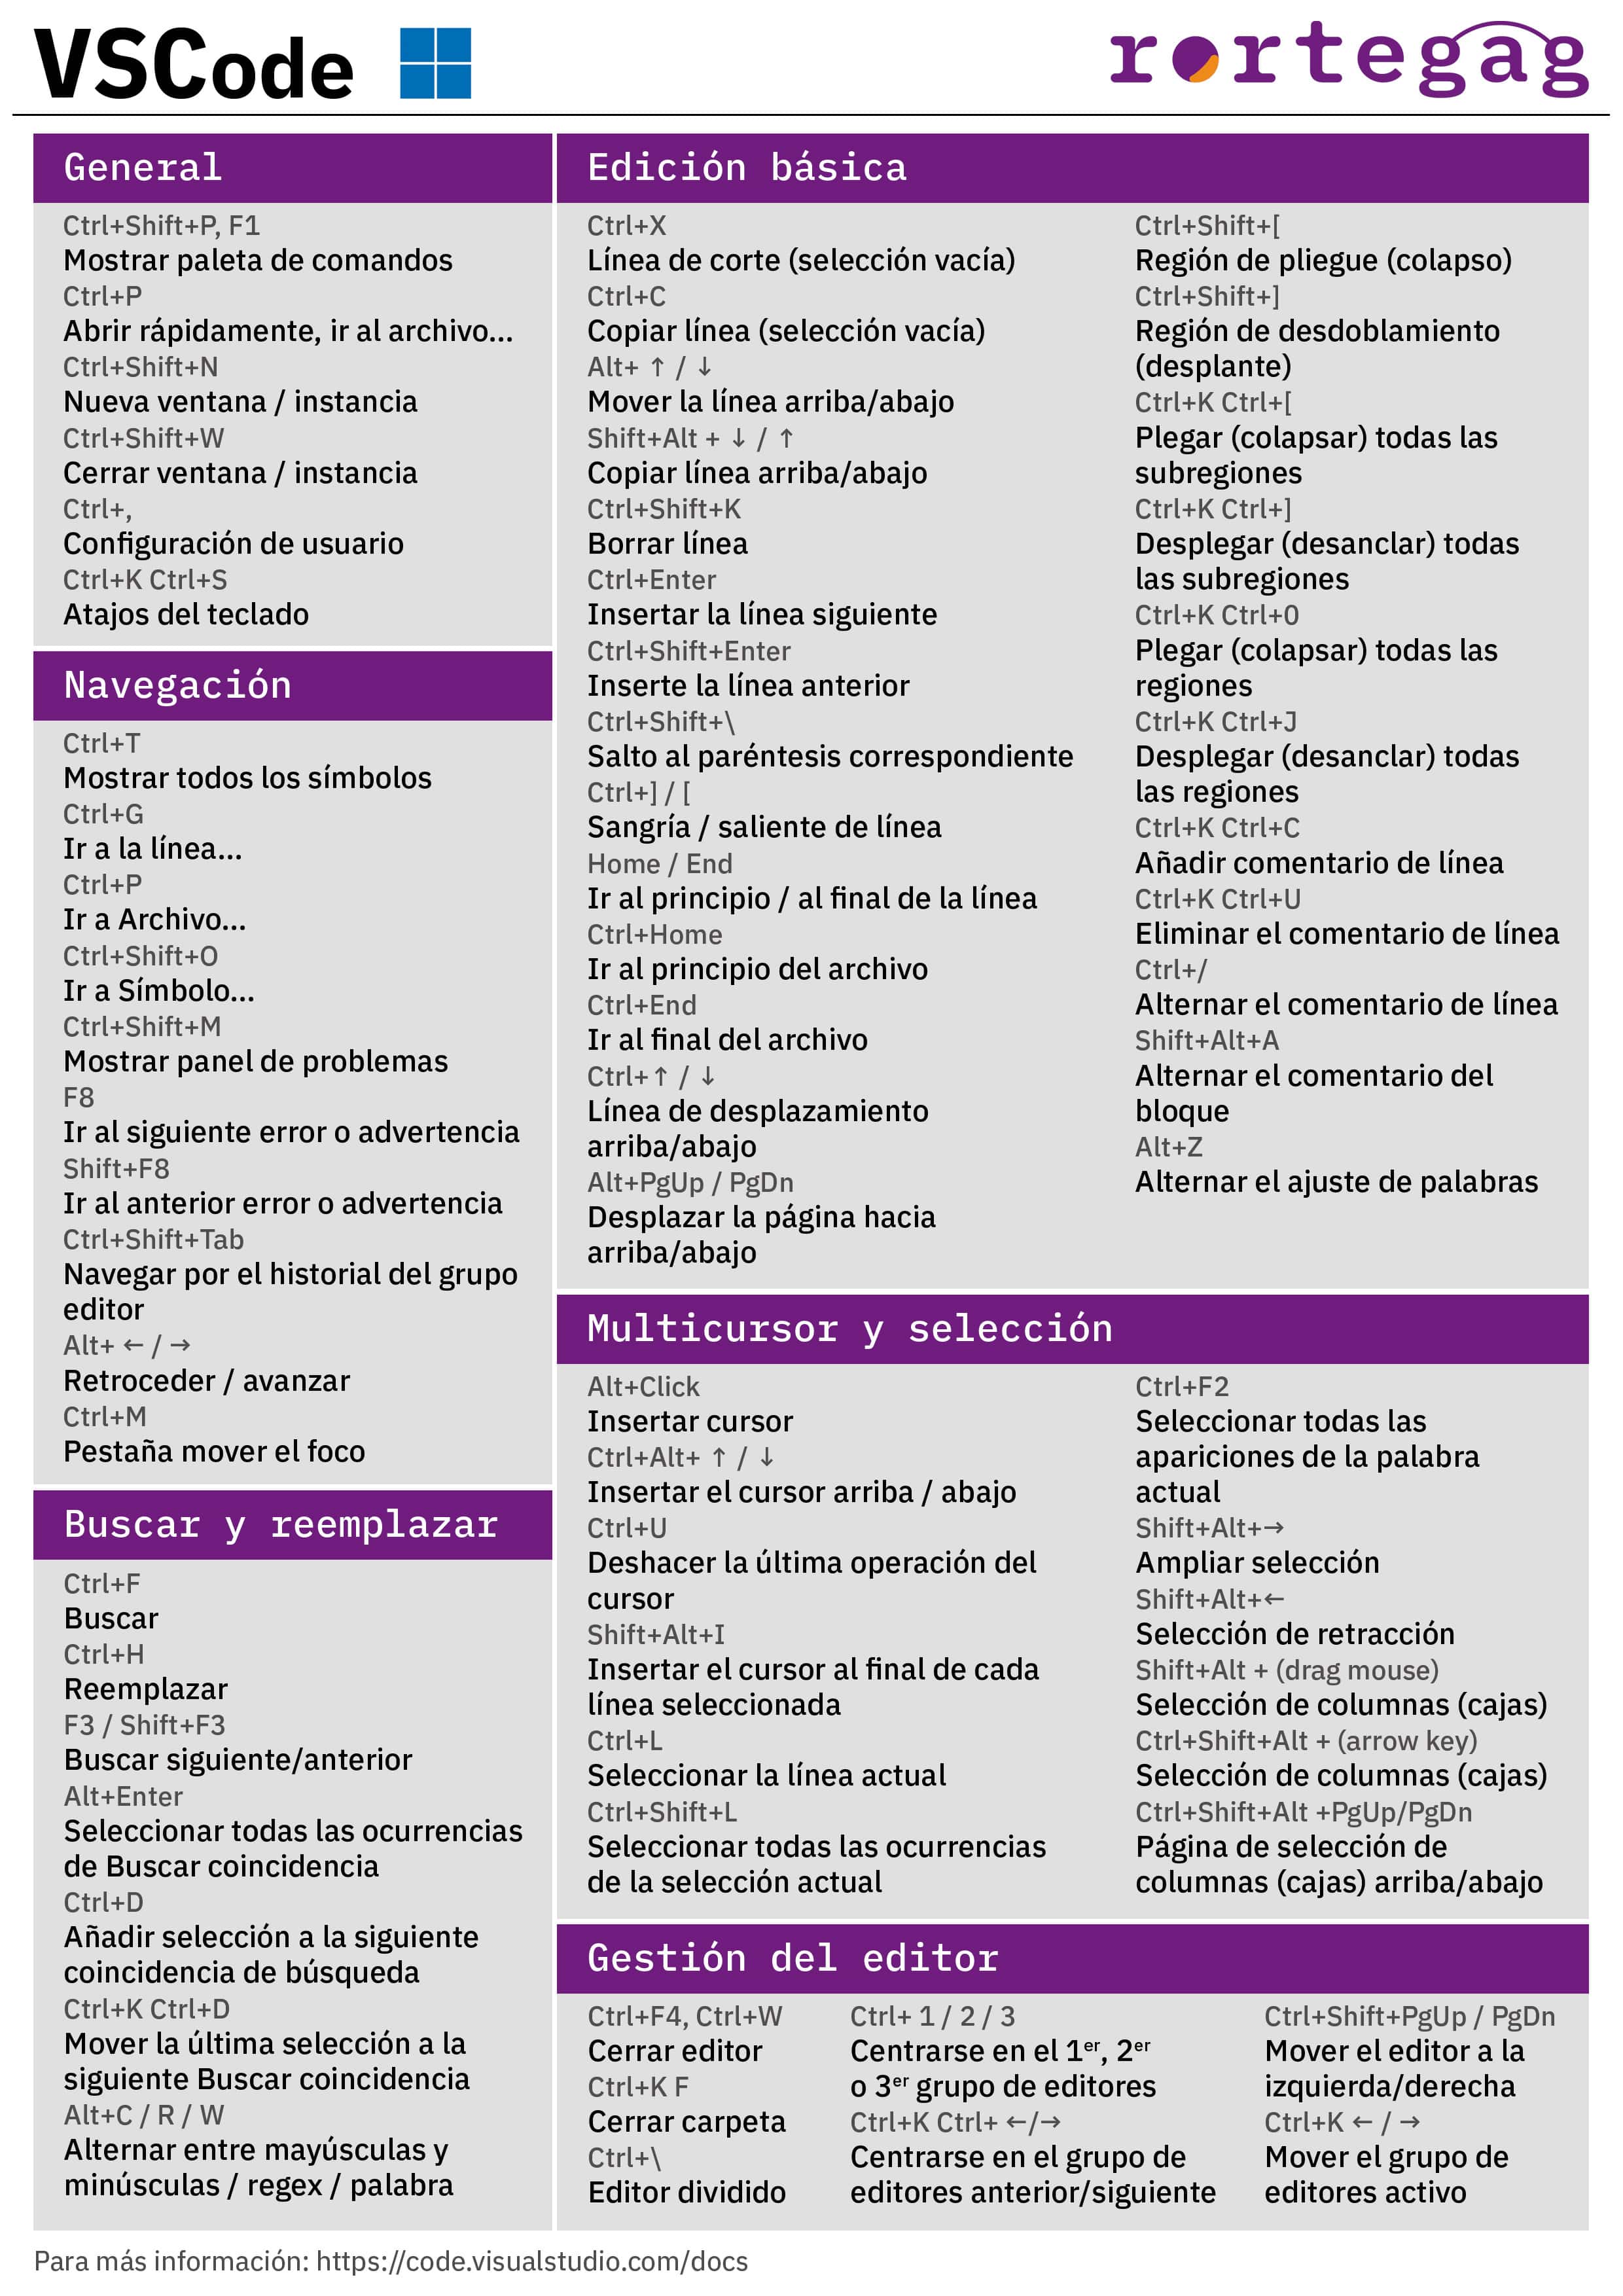 VSCode
rortegag
General
Ctrl+Shift+P, F1
Mostrar paleta de comandos
Ctrl+P
Abrir rápidamente, ir al archivo...
Ctrl+Shift+N
Nueva ventana / instancia
Ctrl+Shift+W
Cerrar ventana / instancia
Ctrl+,
Configuración de usuario
Ctrl+K Ctrl+S
Atajos del teclado
Navegación
Ctrl+T
Mostrar todos los símbolos
Ctrl+G
Ir a la línea...
Ctrl+P
Ir a Archivo...
Ctrl+Shift+O
Ir a Símbolo...
Ctrl+Shift+M
Mostrar panel de problemas
F8
Ir al siguiente error o advertencia
Shift+F8
Ir al anterior error o advertencia
Ctrl+Shift+Tab
Navegar por el historial del grupo
editor
Alt+ ← / →
Retroceder / avanzar
Ctrl+M
Pestaña mover el foco
Buscar y reemplazar
Ctrl+F
Buscar
Ctrl+H
Reemplazar
F3 / Shift+F3
Buscar siguiente/anterior
Alt+Enter
Seleccionar todas las ocurrencias
de Buscar coincidencia
Ctrl+D
Añadir selección a la siguiente
coincidencia de búsqueda
Ctrl+K Ctrl+D
Mover la última selección a la
siguiente Buscar coincidencia
Alt+C / R / W
Alternar entre mayúsculas y
minúsculas / regex / palabra
Edición básica
Ctrl+X
Línea de corte (selección vacía)
Ctrl+C
Copiar línea (selección vacía)
Alt+ ↑ / ↓
Mover la línea arriba/abajo
Shift+Alt + ↓ / ↑
Copiar línea arriba/abajo
Ctrl+Shift+K
Borrar línea
Ctrl+Enter
Insertar la línea siguiente
Ctrl+Shift+Enter
Inserte la línea anterior
Ctrl+Shift+\
Salto al paréntesis correspondiente
Ctrl+] / [
Sangría / saliente de línea
Home / End
Ir al principio / al final de la línea
Ctrl+Home
Ir al principio del archivo
Ctrl+End
Ir al final del archivo
Ctrl+↑ / ↓
Línea de desplazamiento
arriba/abajo
Alt+PgUp / PgDn
Desplazar la página hacia
arriba/abajo
Ctrl+Shift+[
Región de pliegue (colapso)
Ctrl+Shift+]
Región de desdoblamiento
(desplante)
Ctrl+K Ctrl+[
Plegar (colapsar) todas las
subregiones
Ctrl+K Ctrl+]
Desplegar (desanclar) todas
las subregiones
Ctrl+K Ctrl+0
Plegar (colapsar) todas las
regiones
Ctrl+K Ctrl+J
Desplegar (desanclar) todas
las regiones
Ctrl+K Ctrl+C
Añadir comentario de línea
Ctrl+K Ctrl+U
Eliminar el comentario de línea
Ctrl+/
Alternar el comentario de línea
Shift+Alt+A
Alternar el comentario del
bloque
Alt+Z
Alternar el ajuste de palabras
Multicursor y selección
Alt+Click
Insertar cursor
Ctrl+Alt+ ↑ / ↓
Insertar el cursor arriba / abajo
Ctrl+U
Deshacer la última operación del
cursor
Shift+Alt+I
Insertar el cursor al final de cada
línea seleccionada
Ctrl+L
Seleccionar la línea actual
Ctrl+Shift+L
Seleccionar todas las ocurrencias
de la selección actual
Ctrl+F2
Seleccionar todas las
apariciones de la palabra
actual
Shift+Alt+→
Ampliar selección
Shift+Alt+←
Selección de retracción
Shift+Alt + (drag mouse)
Selección de columnas (cajas)
Ctrl+Shift+Alt + (arrow key)
Selección de columnas (cajas)
Ctrl+Shift+Alt +PgUp/PgDn
Página de selección de
columnas (cajas) arriba/abajo
Gestión del editor
Ctrl+F4, Ctrl+W
Cerrar editor
Ctrl+K F
Cerrar carpeta
Ctrl+\
Editor dividido
Ctrl+ 1 / 2 / 3
Centrarse en el 1er, 2er
o 3er grupo de editores
Ctrl+K Ctrl+ ←/→
Centrarse en el grupo de
editores anterior/siguiente
Ctrl+Shift+PgUp / PgDn
Mover el editor a la
izquierda/derecha
Ctrl+K ← / →
Mover el grupo de
editores activo
Para más información: https://code.visualstudio.com/docs